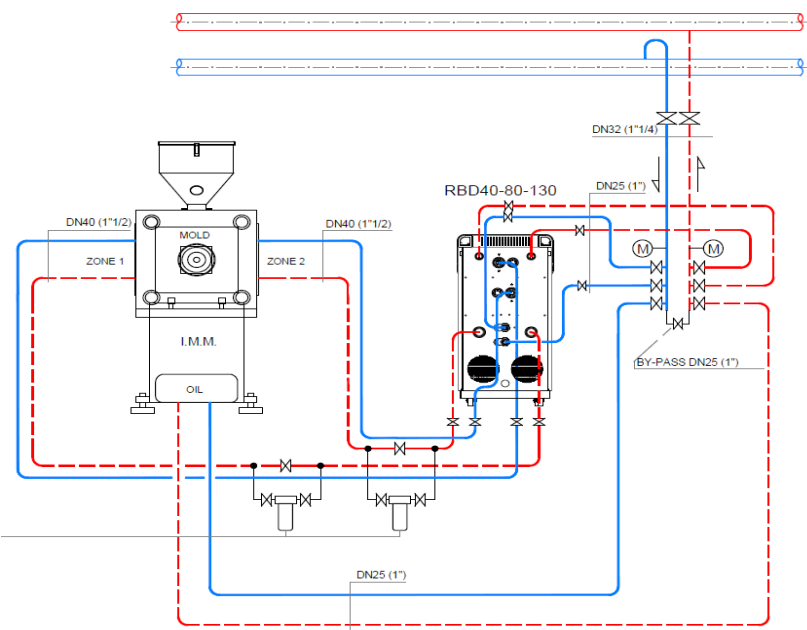 DN32 (1"1/4)
RBD40-80-130
DN25 (1")
DN40 (1"1/2)
MOLD
DN40 (1"1/2)
ZONE 1
ZONE 2
M
M
I.M.M.
BY-PASS DN25 (1")
OIL
DN25 (1")